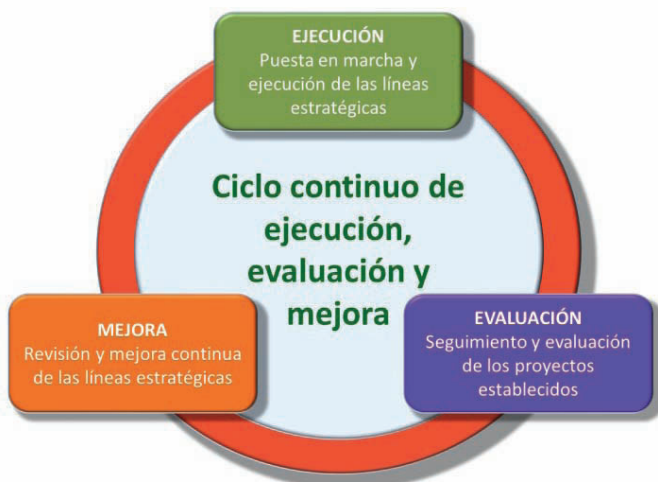 EJECUCIÓN
Puesta en marcha y
ejecución de las líneas
estratégicas
Ciclo continuo de
ejecución,
evaluación y
mejora
MEJORA
Revisión y mejora continua
de las líneas estratégicas
EVALUACIÓN
Seguimiento y evaluación
de los proyectos
establecidos